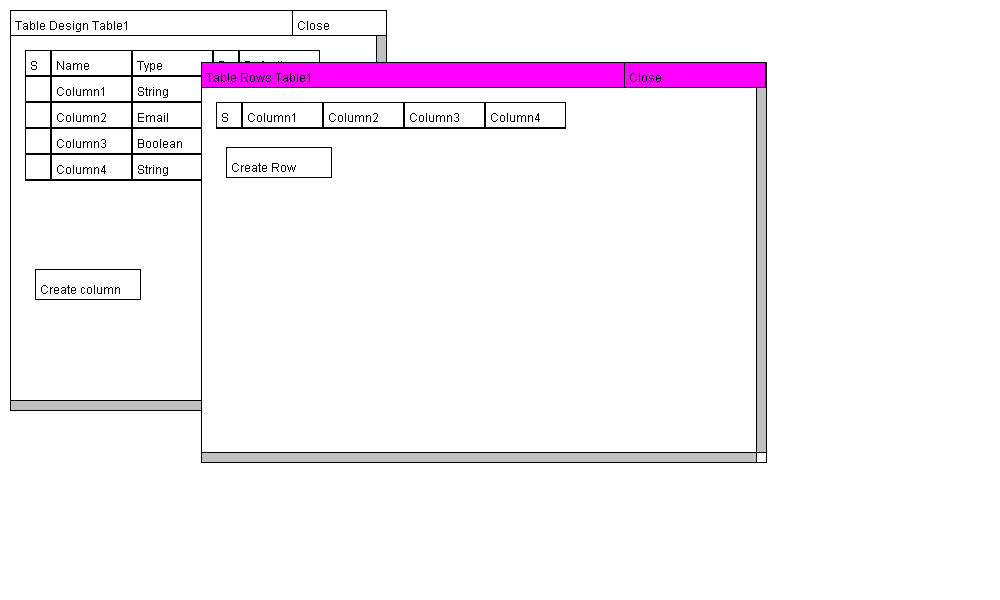 Table Design Table1 Close
S Name Type
Column1 String
Column2 Email
Column3 Boolean
Column4 String
Create column
Table Rows Table1 Close
S Column1 Column2 Column3 Column4
Create Row